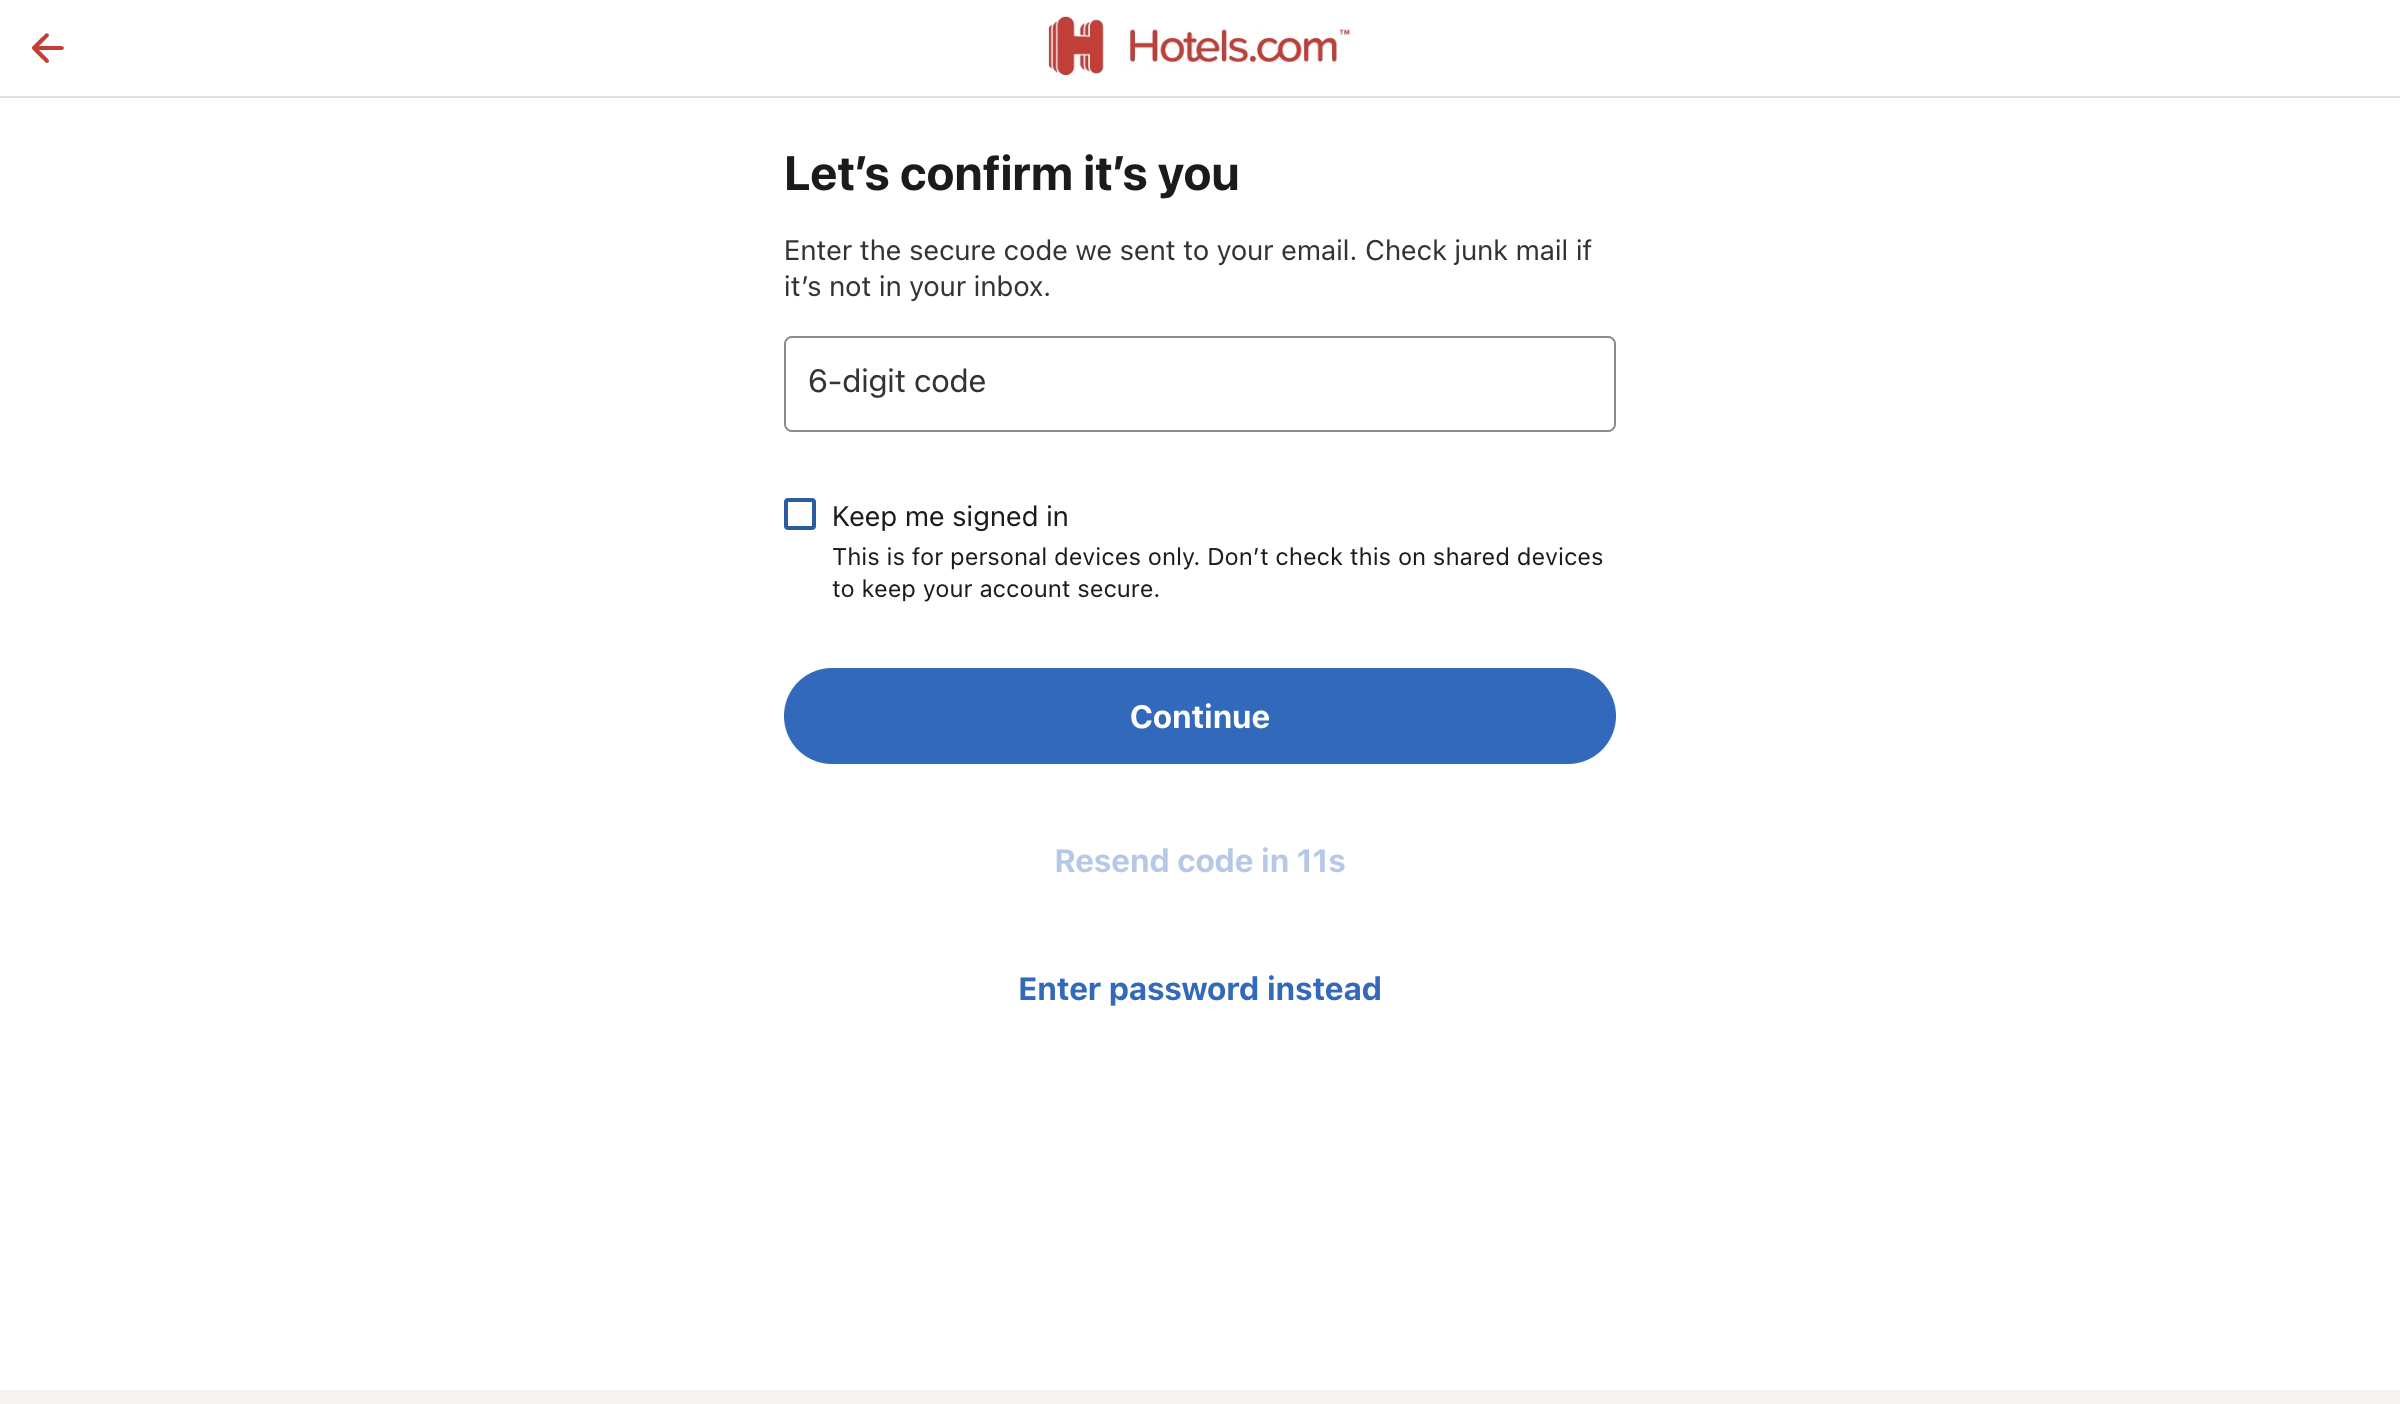 Hotels.com™
Let’s confirm it’s you
Enter the secure code we sent to your email. Check junk mail if
it’s not in your inbox.
6-digit code
Keep me signed in
This is for personal devices only. Don’t check this on shared devices
to keep your account secure.
Continue
Resend code in 11s
Enter password instead